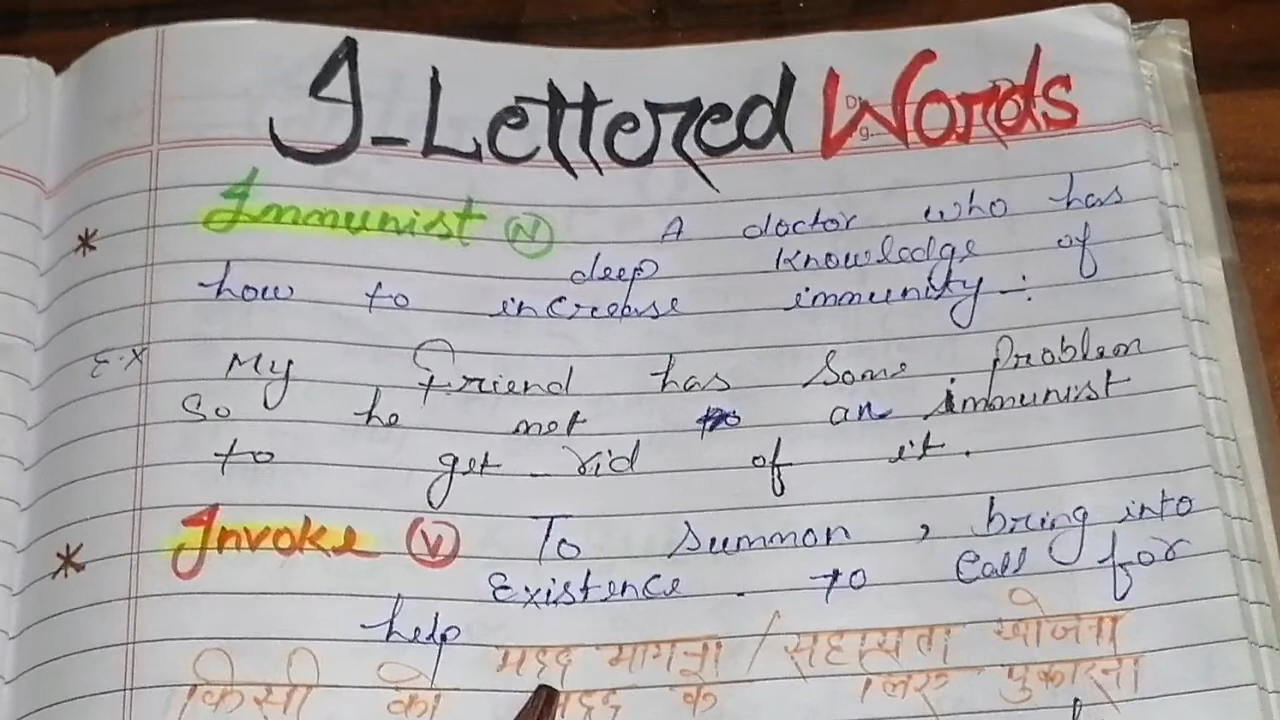 I-Lettered Words
* Immunist (N) A doctor who has
deep knowledge of
how to increase immunity :
Ex My Friend has Some Problem
So he met an immunist
to get rid of it.
* Invoke (V) To Summon , bring into
Existence . to call for
help
मदद मांगना / सहायता खोजना
किसी को मदद के लिए पुकारना